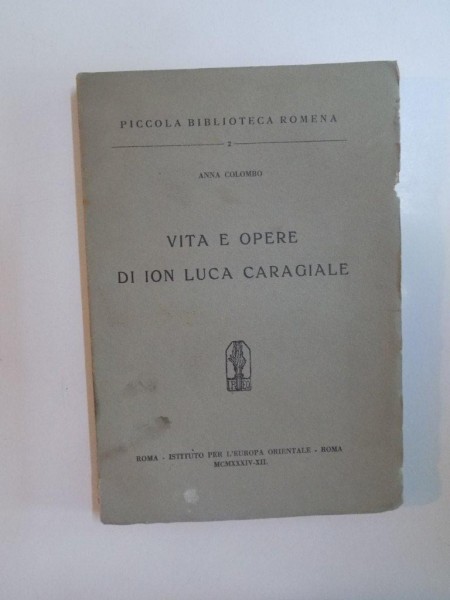 PICCOLA BIBLIOTECA ROMENA
2
ANNA COLOMBO
VITA E OPERE
DI ION LUCA CARAGIALE
ROMA - ISTITUTO PER L'EUROPA ORIENTALE - ROMA
MCMXXXIV-XII.